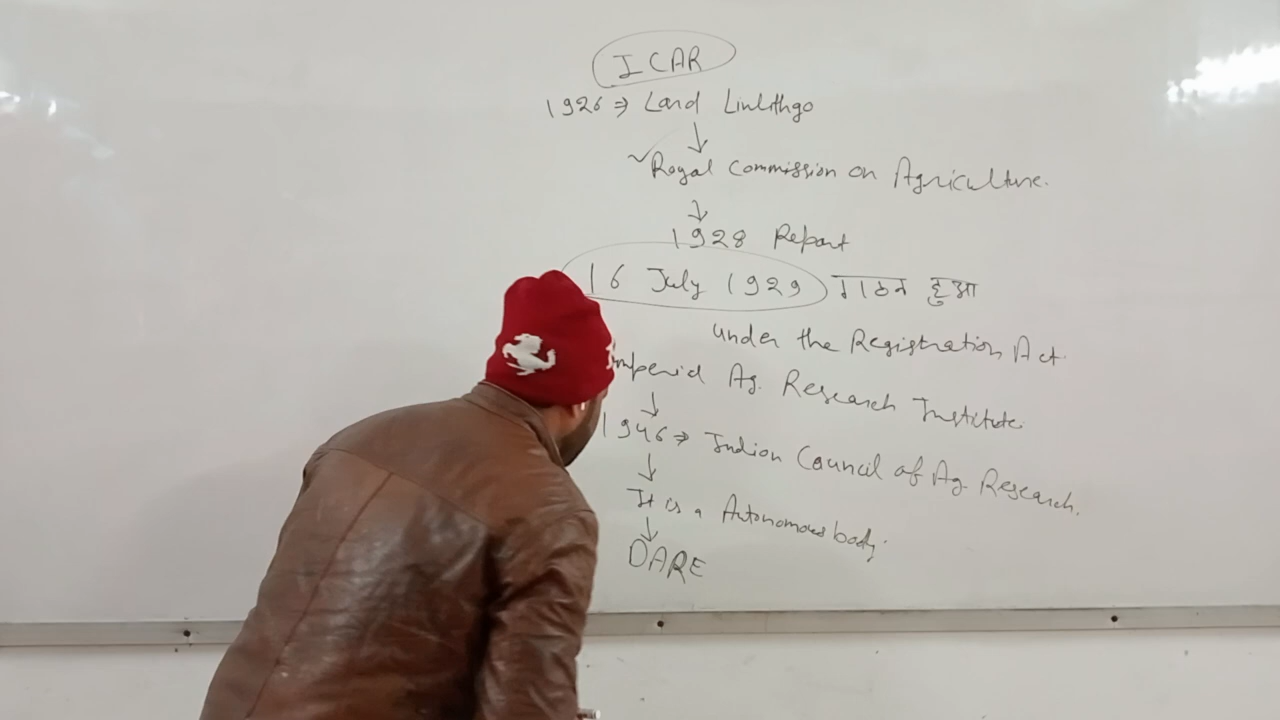 ICAR
1926 ⇒ Lard Linlithgo
↓
✓Royal Commission on Agriculture.
↓
1928 Report
16 July 1929 गठन हुआ
under the Registration Act.
Imperial Ag. Research Institute.
↓
1946 ⇒ Indian Council of Ag. Research.
↓
It is a Autonomous body.
↓
DARE